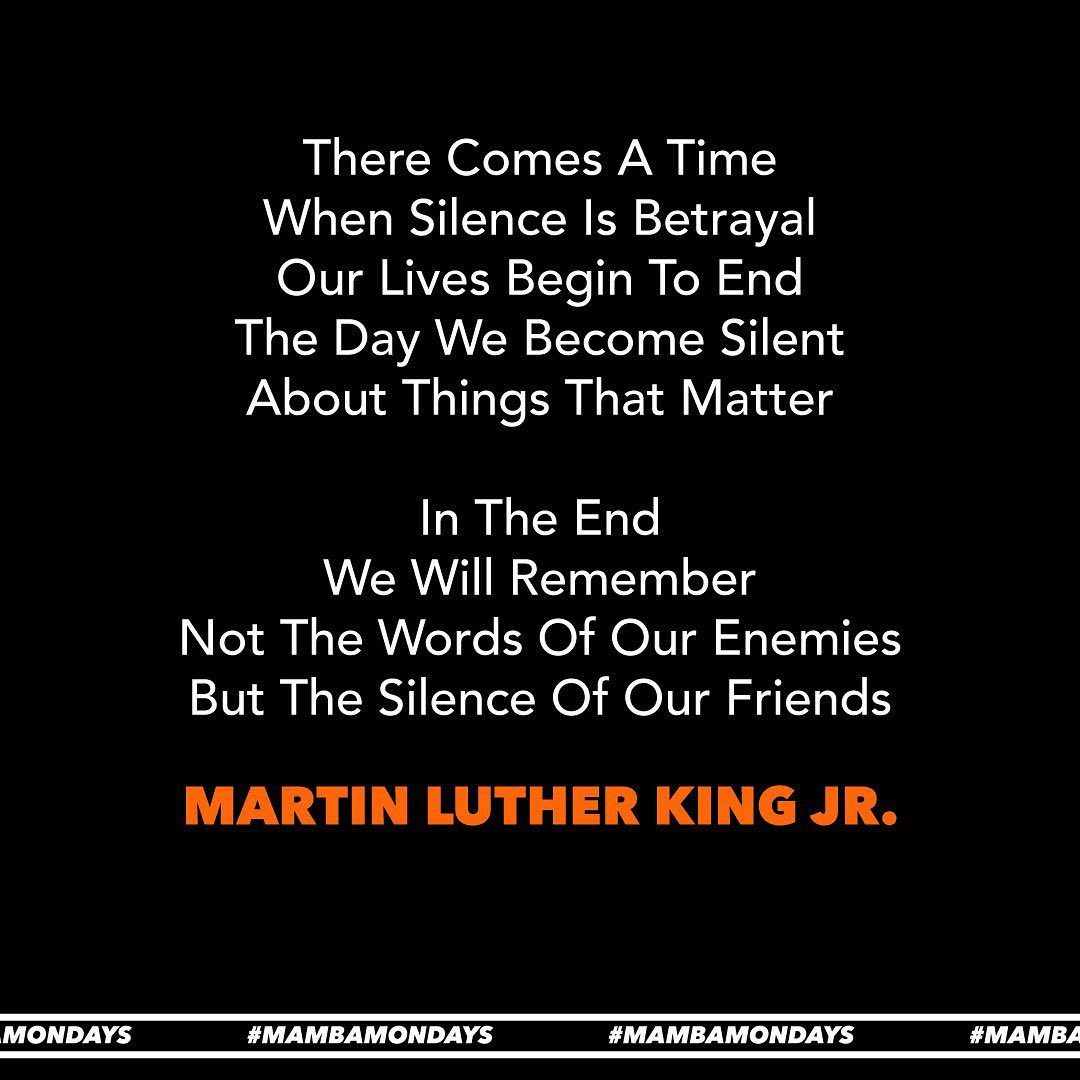 There Comes A Time
When Silence Is Betrayal
Our Lives Begin To End
The Day We Become Silent
About Things That Matter
In The End
We Will Remember
Not The Words Of Our Enemies
But The Silence Of Our Friends
MARTIN LUTHER KING JR.
MONDAYS #MAMBAMONDAYS #MAMBAMONDAYS #MAMBA